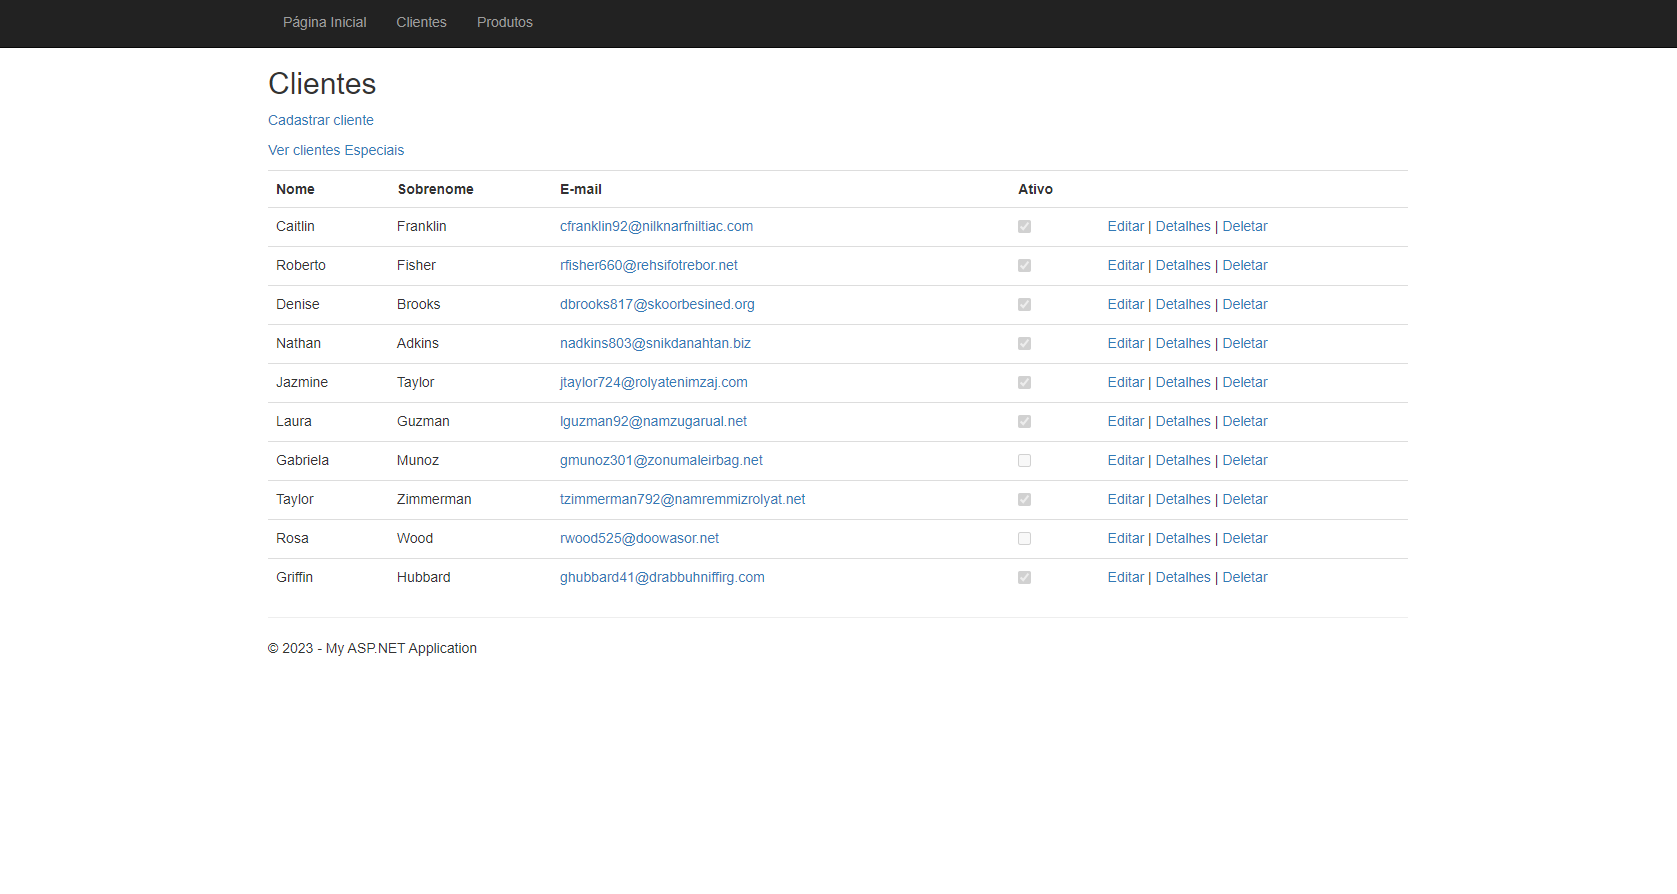 Página Inicial Clientes Produtos
Clientes
Cadastrar cliente
Ver clientes Especiais
Nome Sobrenome E-mail Ativo
Caitlin Franklin cfranklin92@nilknarfniltiac.com Editar | Detalhes | Deletar
Roberto Fisher rfisher660@rehsifotrebor.net Editar | Detalhes | Deletar
Denise Brooks dbrooks817@skoorbesined.org Editar | Detalhes | Deletar
Nathan Adkins nadkins803@snikdanahtan.biz Editar | Detalhes | Deletar
Jazmine Taylor jtaylor724@rolyatenimzaj.com Editar | Detalhes | Deletar
Laura Guzman lguzman92@namzugarual.net Editar | Detalhes | Deletar
Gabriela Munoz gmunoz301@zonumaleirbag.net Editar | Detalhes | Deletar
Taylor Zimmerman tzimmerman792@namremmizrolyat.net Editar | Detalhes | Deletar
Rosa Wood rwood525@doowasor.net Editar | Detalhes | Deletar
Griffin Hubbard ghubbard41@drabbuhniffirg.com Editar | Detalhes | Deletar
© 2023 - My ASP.NET Application